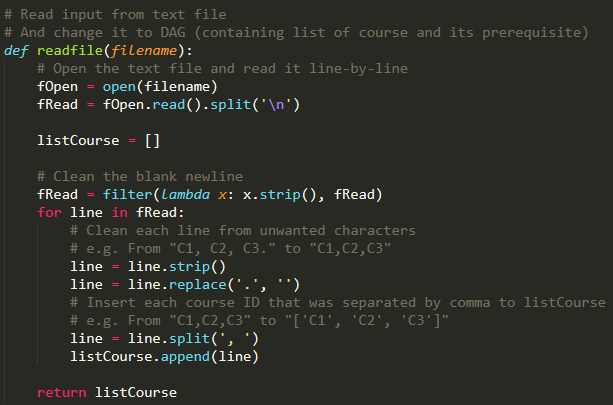 # Read input from text file
# And change it to DAG (containing list of course and its prerequisite)
def readfile(filename):
    # Open the text file and read it line-by-line
    fOpen = open(filename)
    fRead = fOpen.read().split('\n')

    listCourse = []

    # Clean the blank newline
    fRead = filter(lambda x: x.strip(), fRead)
    for line in fRead:
        # Clean each line from unwanted characters
        # e.g. From "C1, C2, C3." to "C1,C2,C3"
        line = line.strip()
        line = line.replace('.', '')
        # Insert each course ID that was separated by comma to listCourse
        # e.g. From "C1,C2,C3" to "['C1', 'C2', 'C3']"
        line = line.split(', ')
        listCourse.append(line)

    return listCourse